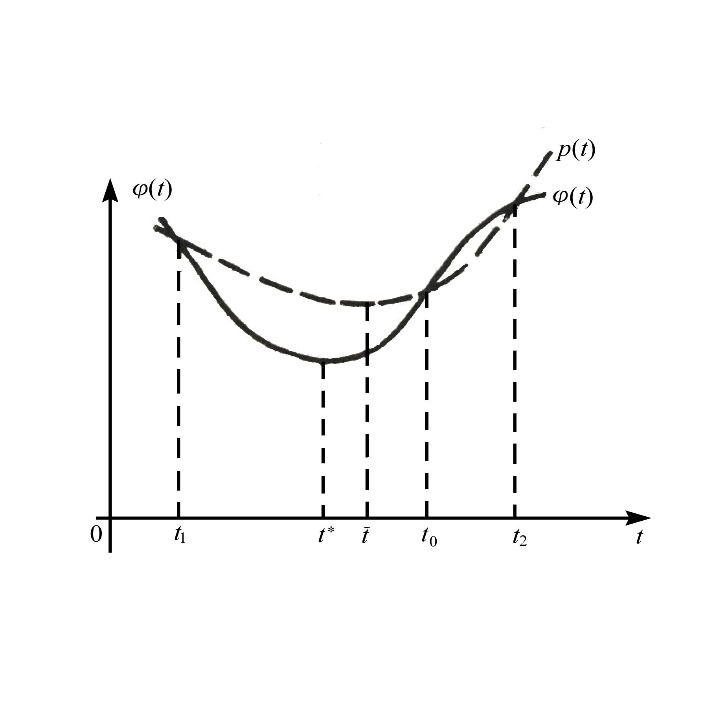 p(t)
φ(t)
φ(t)
0
t₁
t*
t̄
t₀
t₂
t